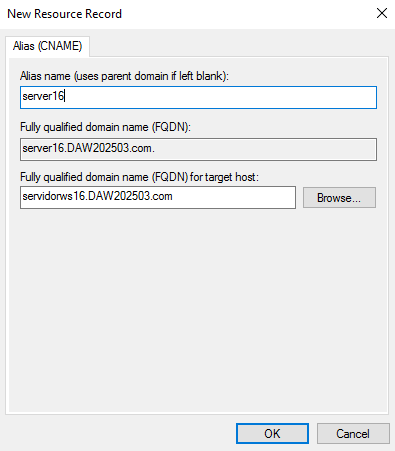 New Resource Record
Alias (CNAME)
Alias name (uses parent domain if left blank):
server16
Fully qualified domain name (FQDN):
server16.DAW202503.com.
Fully qualified domain name (FQDN) for target host:
servidorws16.DAW202503.com
Browse...
OK
Cancel